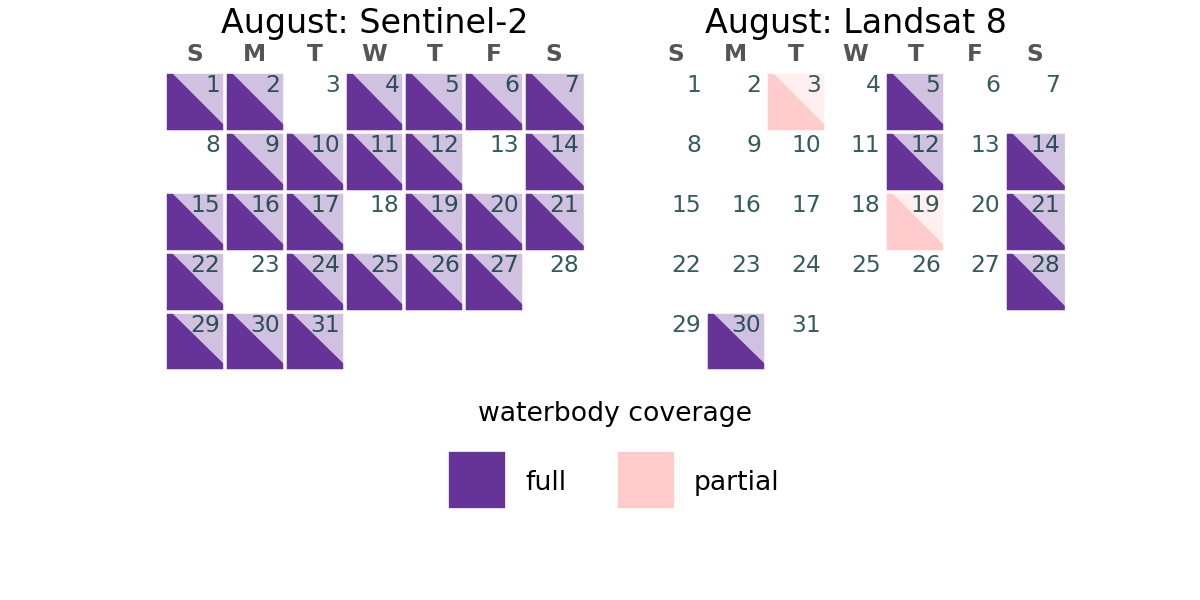 August: Sentinel-2
S M T W T F S
1 2 3 4 5 6 7
8 9 10 11 12 13 14
15 16 17 18 19 20 21
22 23 24 25 26 27 28
29 30 31
August: Landsat 8
S M T W T F S
1 2 3 4 5 6 7
8 9 10 11 12 13 14
15 16 17 18 19 20 21
22 23 24 25 26 27 28
29 30 31
waterbody coverage
full partial